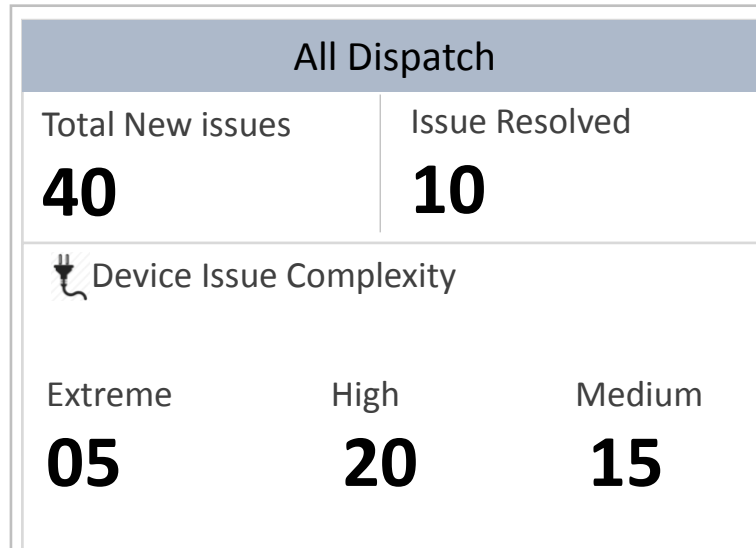 All Dispatch
Total New issues
Issue Resolved
40
10
Device Issue Complexity
Extreme
High
Medium
05
20
15